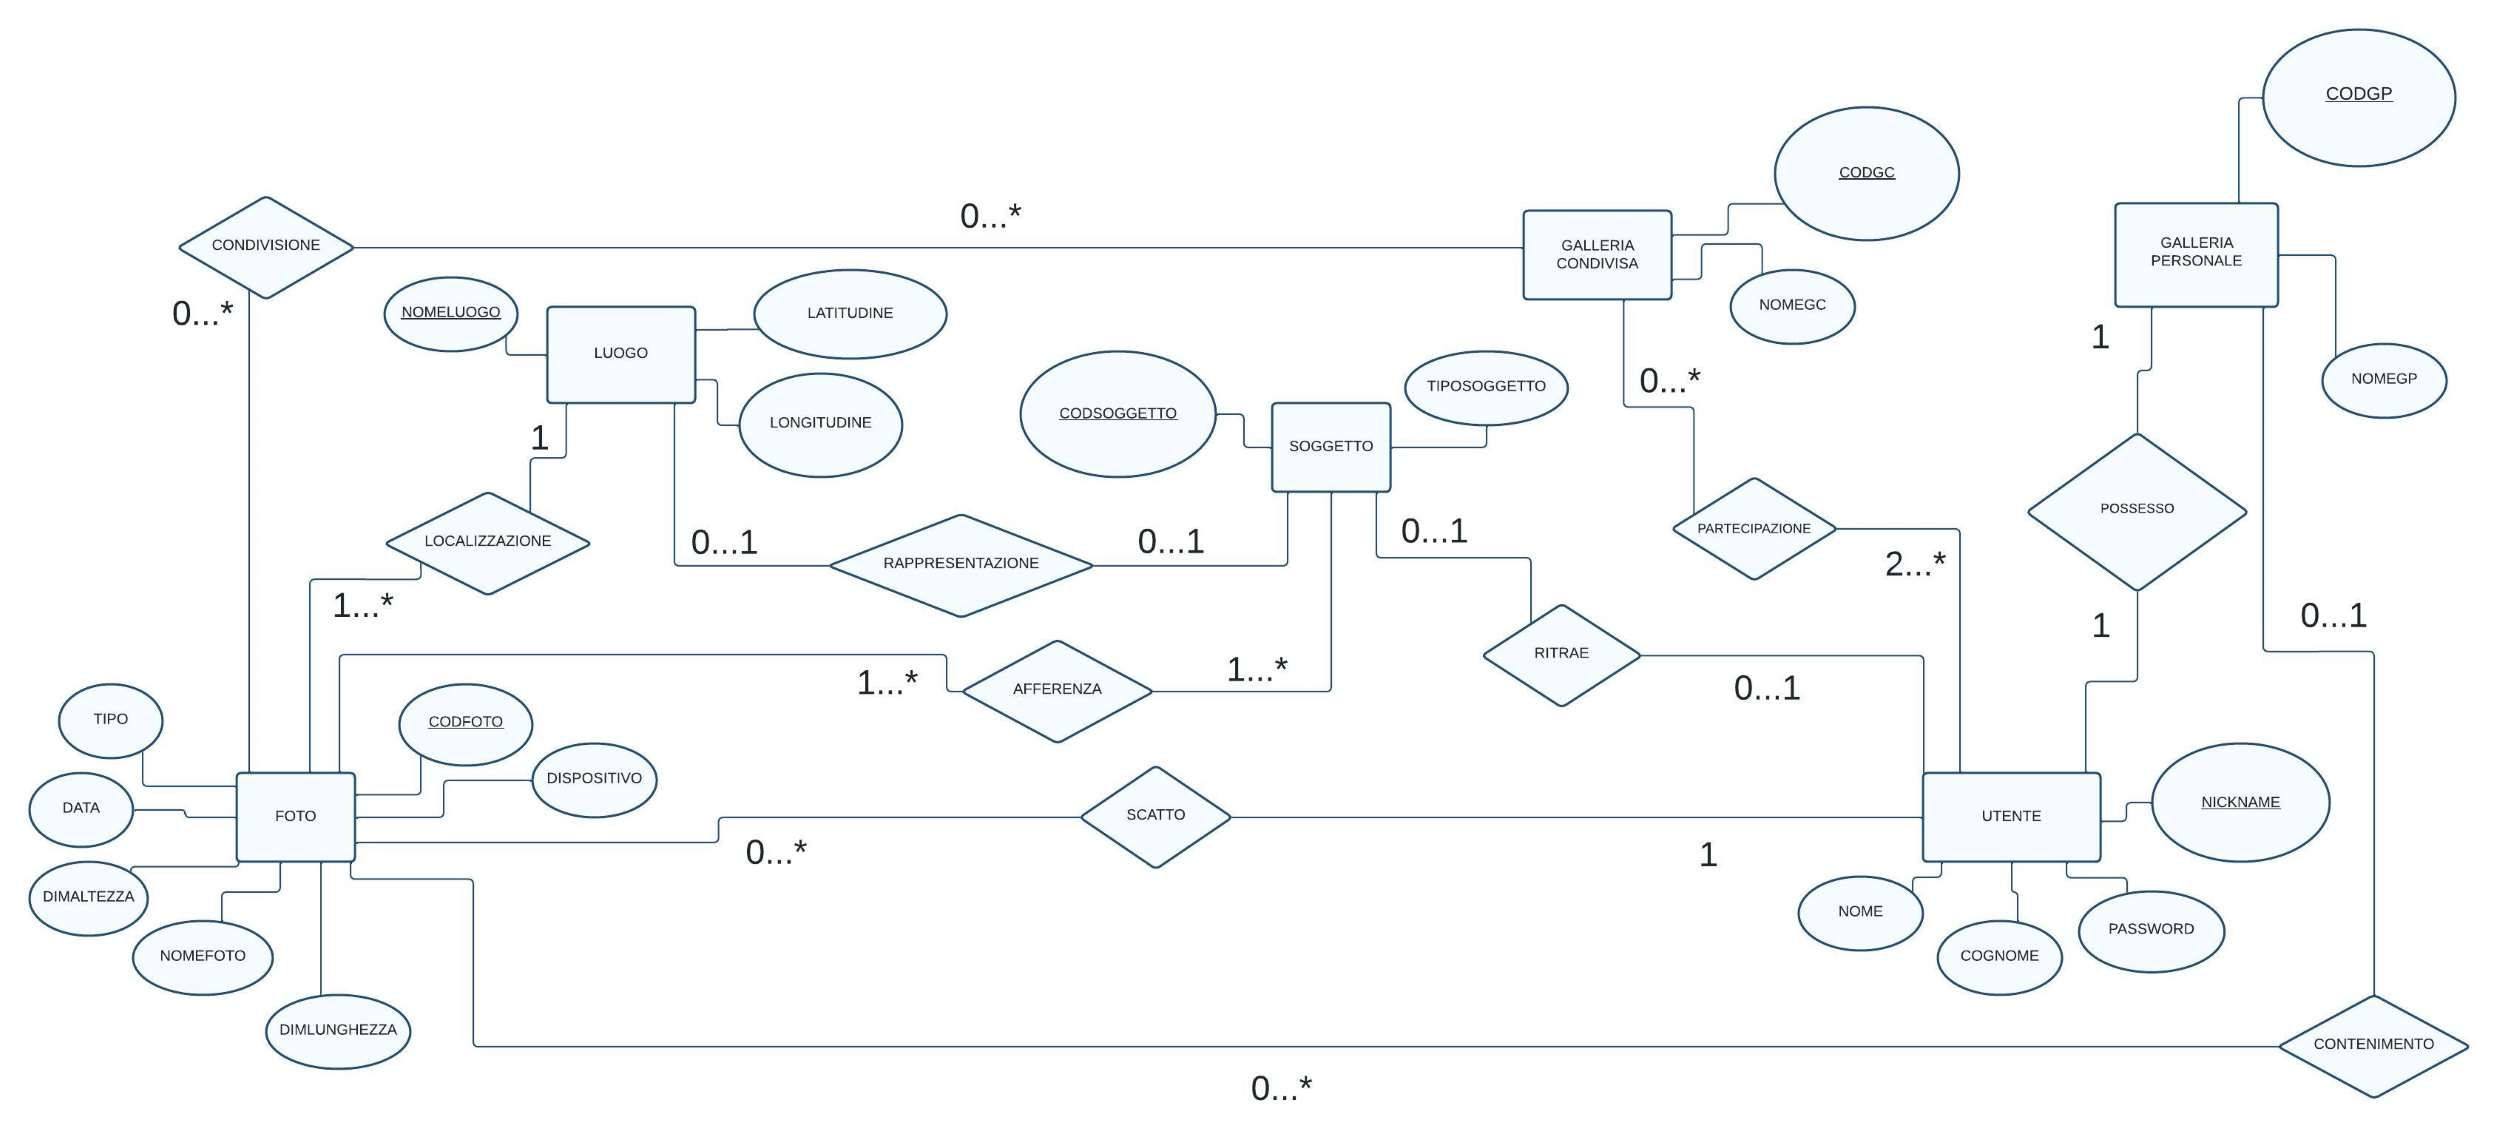 CODGP
CODGC
0...*
CONDIVISIONE
GALLERIA
CONDIVISA
GALLERIA
PERSONALE
0...*
NOMELUOGO
LATITUDINE
NOMEGC
1
LUOGO
0...*
NOMEGP
TIPOSOGGETTO
CODSOGGETTO
LONGITUDINE
1
SOGGETTO
POSSESSO
0...1
PARTECIPAZIONE
LOCALIZZAZIONE
0...1
0...1
RAPPRESENTAZIONE
2...*
1...*
0...1
1
RITRAE
1...*
1...*
AFFERENZA
0...1
TIPO
CODFOTO
DISPOSITIVO
DATA
FOTO
SCATTO
UTENTE
NICKNAME
0...*
1
DIMALTEZZA
NOME
PASSWORD
NOMEFOTO
COGNOME
DIMLUNGHEZZA
CONTENIMENTO
0...*